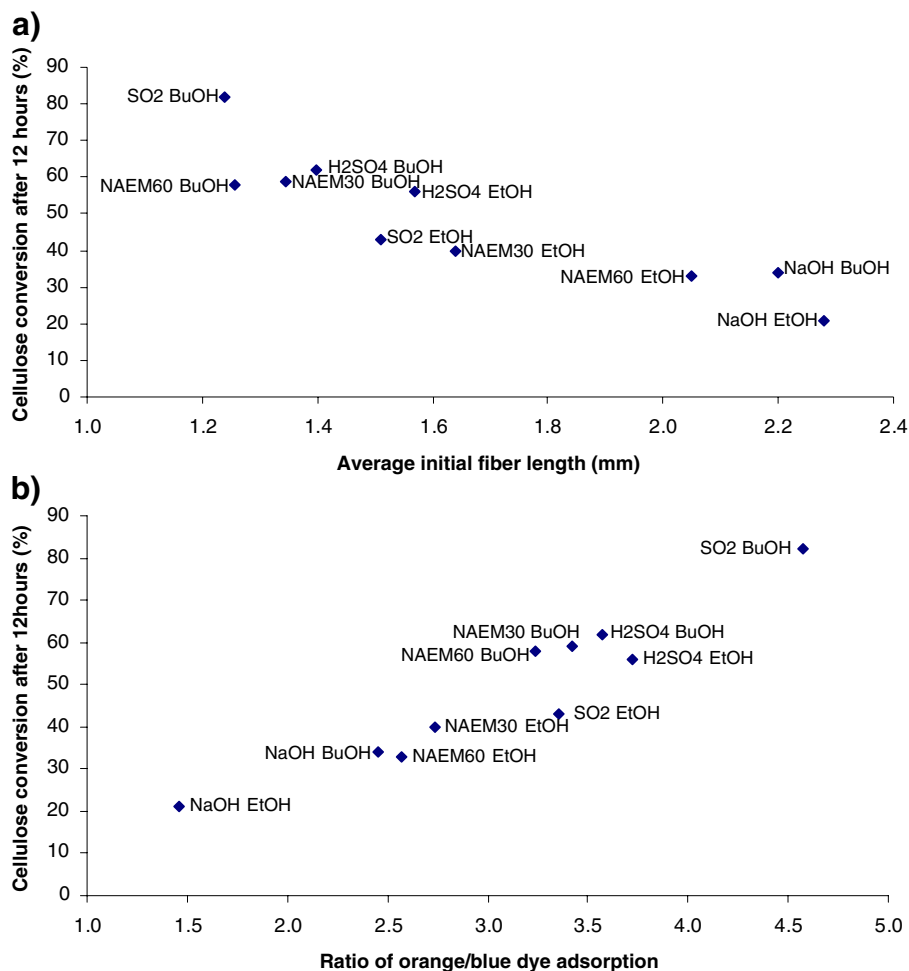 a)
Cellulose conversion after 12 hours (%)
90
80
70
60
50
40
30
20
10
0
SO2 BuOH
NAEM60 BuOH
H2SO4 BuOH
NAEM30 BuOH
H2SO4 EtOH
SO2 EtOH
NAEM30 EtOH
NAEM60 EtOH
NaOH BuOH
NaOH EtOH
1.0 1.2 1.4 1.6 1.8 2.0 2.2 2.4
Average initial fiber length (mm)
b)
Cellulose conversion after 12hours (%)
90
80
70
60
50
40
30
20
10
0
SO2 BuOH
NAEM30 BuOH
H2SO4 BuOH
NAEM60 BuOH
H2SO4 EtOH
SO2 EtOH
NAEM30 EtOH
NaOH BuOH
NAEM60 EtOH
NaOH EtOH
1.0 1.5 2.0 2.5 3.0 3.5 4.0 4.5 5.0
Ratio of orange/blue dye adsorption